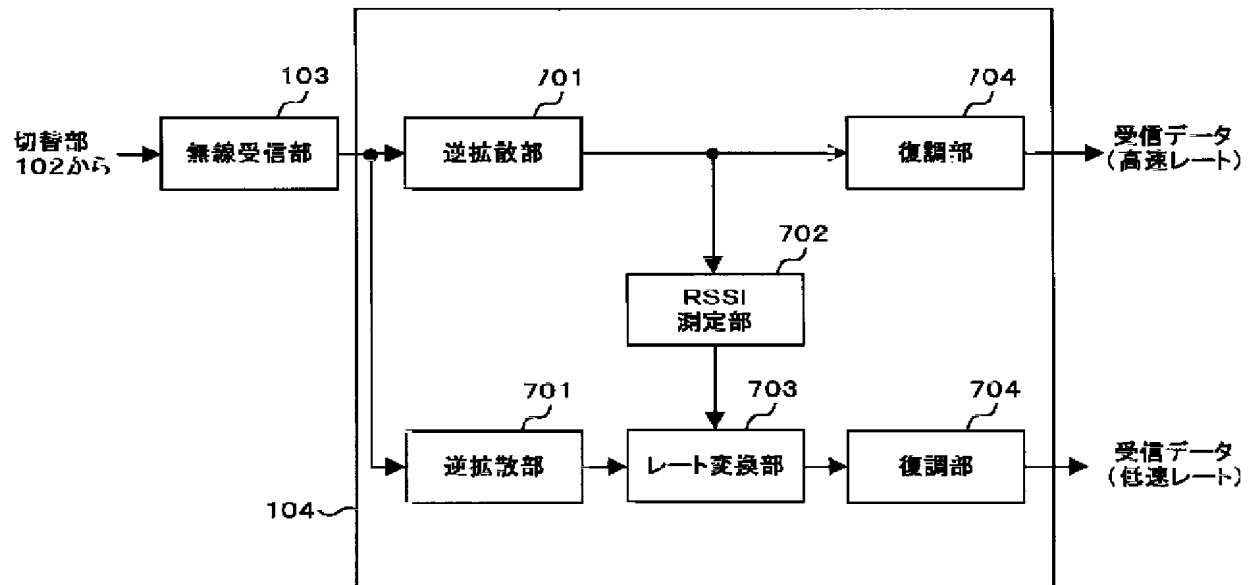 103
701
704
切替部
102から
無線受信部
逆拡散部
復調部
受信データ
(高速レート)
702
RSSI
測定部
701
703
704
逆拡散部
レート変換部
復調部
受信データ
(低速レート)
104